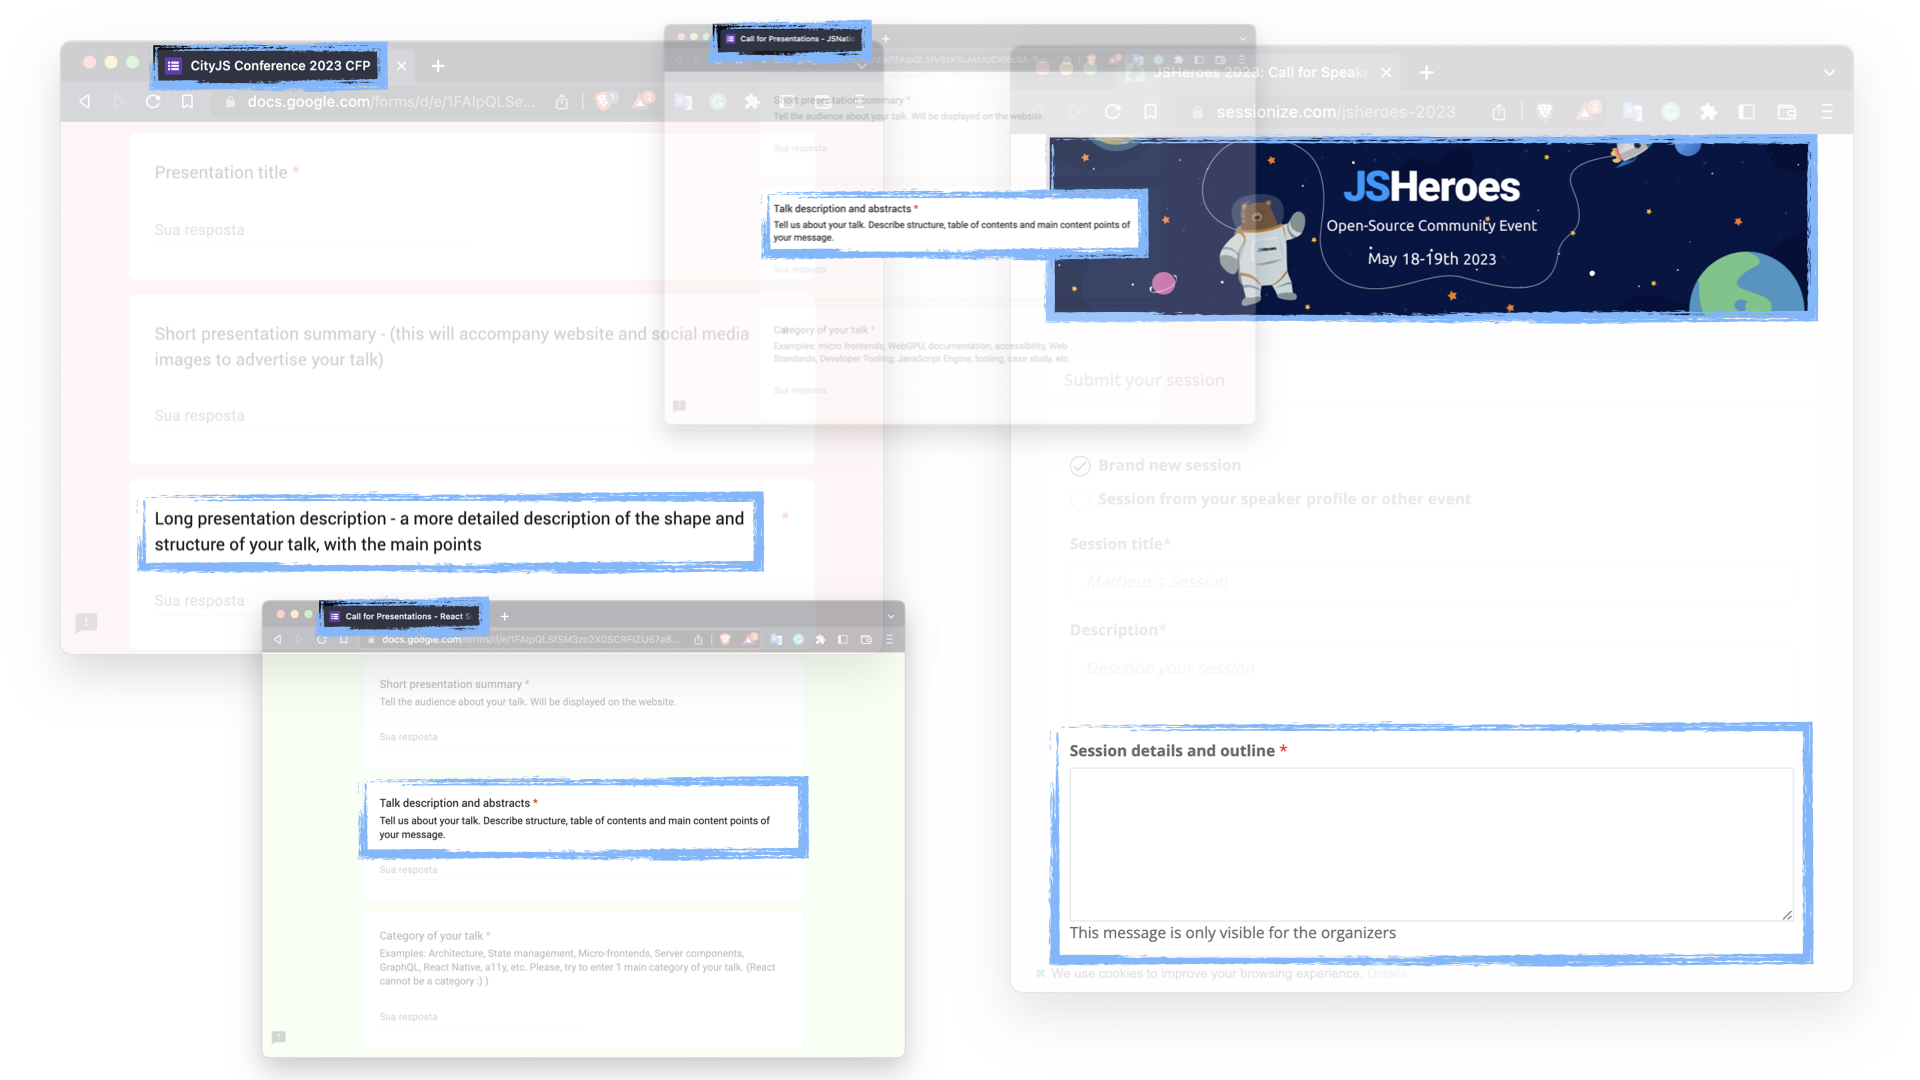 CityJS Conference 2023 CFP
docs.google.com/forms/d/e/1FAIpQLSe...
Presentation title *
Sua resposta
Short presentation summary - (this will accompany website and social media
images to advertise your talk)
Sua resposta
Long presentation description - a more detailed description of the shape and
structure of your talk, with the main points
*
Sua resposta
Call for Presentations - JSNatio
Short presentation summary *
Tell the audience about your talk. Will be displayed on the website.
Sua resposta
Talk description and abstracts *
Tell us about your talk. Describe structure, table of contents and main content points of
your message.
Sua resposta
Category of your talk *
Examples: micro frontends, WebGPU, documentation, accessibility, Web
Standards, Developer Tooling, JavaScript Engine, tooling, case study, etc.
Sua resposta
JSHeroes 2023: Call for Speake
sessionize.com/jsheroes-2023
JSHeroes
Open-Source Community Event
May 18-19th 2023
Submit your session
Brand new session
Session from your speaker profile or other event
Session title*
Matheus's Session
Description*
Describe your session
Session details and outline *
This message is only visible for the organizers
We use cookies to improve your browsing experience. Details
Call for Presentations - React S
docs.google.com/forms/d/e/1FAIpQLSfSM3zo2X0SCRFIZU67a8...
Short presentation summary *
Tell the audience about your talk. Will be displayed on the website.
Sua resposta
Talk description and abstracts *
Tell us about your talk. Describe structure, table of contents and main content points of
your message.
Sua resposta
Category of your talk *
Examples: Architecture, State management, Micro-frontends, Server components,
GraphQL, React Native, a11y, etc. Please, try to enter 1 main category of your talk. (React
cannot be a category :) )
Sua resposta